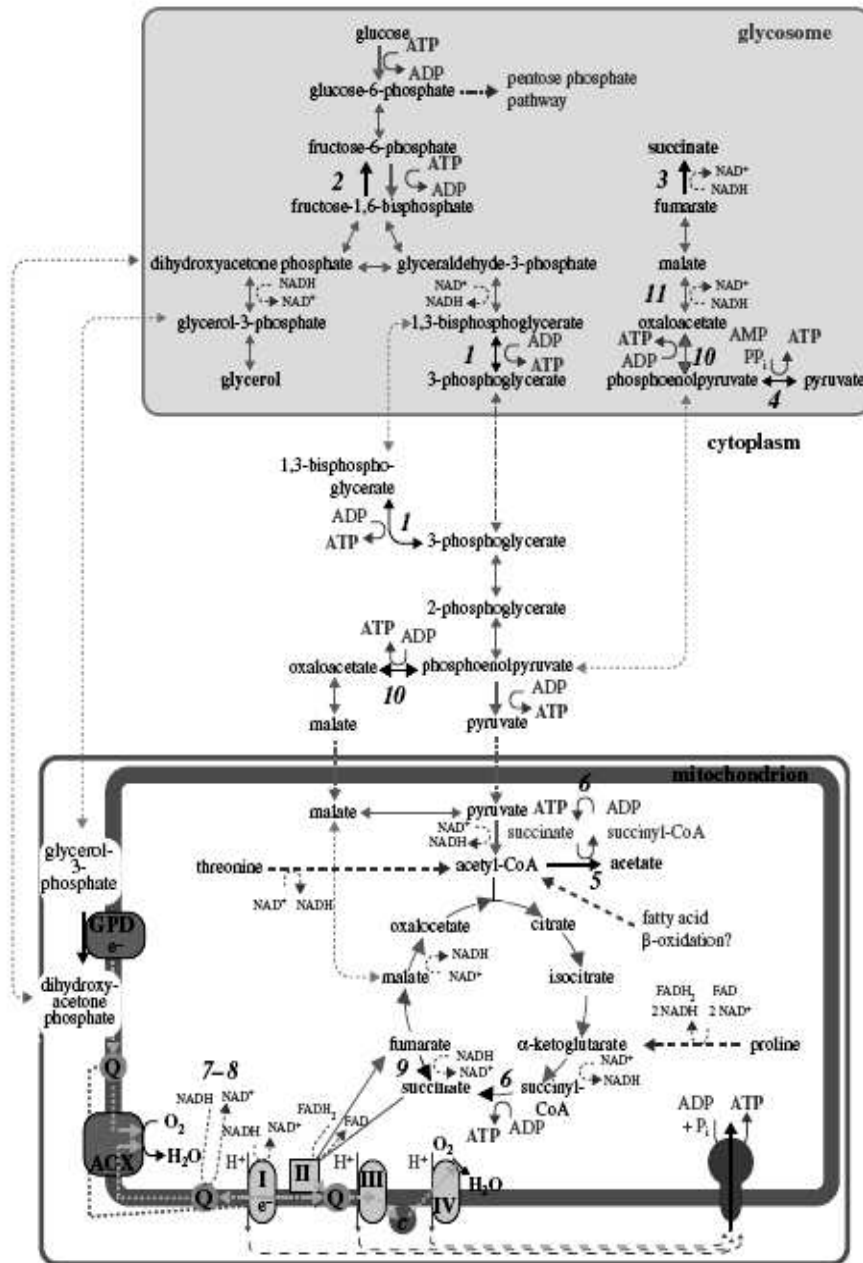 glycosome
glucose
ATP
ADP
glucose-6-phosphate
pentose phosphate
pathway
fructose-6-phosphate
2
ATP
ADP
fructose-1,6-bisphosphate
succinate
3
NAD+
NADH
fumarate
dihydroxyacetone phosphate
glyceraldehyde-3-phosphate
malate
NADH
NAD+
NAD+
NADH
11
NAD+
NADH
glycerol-3-phosphate
1,3-bisphosphoglycerate
oxaloacetate
1
ADP
ATP
ATP
ADP
10
AMP
PPi
ATP
glycerol
3-phosphoglycerate
phosphoenolpyruvate
4
pyruvate
cytoplasm
1,3-bisphospho-
glycerate
ADP
ATP
1
3-phosphoglycerate
2-phosphoglycerate
ATP
ADP
oxaloacetate
10
phosphoenolpyruvate
ADP
ATP
malate
pyruvate
mitochondrion
malate
pyruvate
ATP
6
ADP
NAD+
NADH
succinate
succinyl-CoA
glycerol-
3-
phosphate
threonine
acetyl-CoA
5
acetate
NAD+
NADH
GPD
e–
oxalocetate
citrate
fatty acid
β-oxidation?
dihydroxy-
acetone
phosphate
malate
NADH
NAD+
isocitrate
FADH2
FAD
2 NADH
2 NAD+
fumarate
α-ketoglutarate
proline
9
NADH
NAD+
succinate
6
succinyl-
CoA
NAD+
NADH
Q
7–8
NADH
NAD+
FADH2
FAD
ATP
ADP
ADP
+ Pi
ATP
AOX
O2
H2O
NADH
NAD+
H+
I
e–
II
H+
III
H+
IV
O2
H2O
Q
Q
c